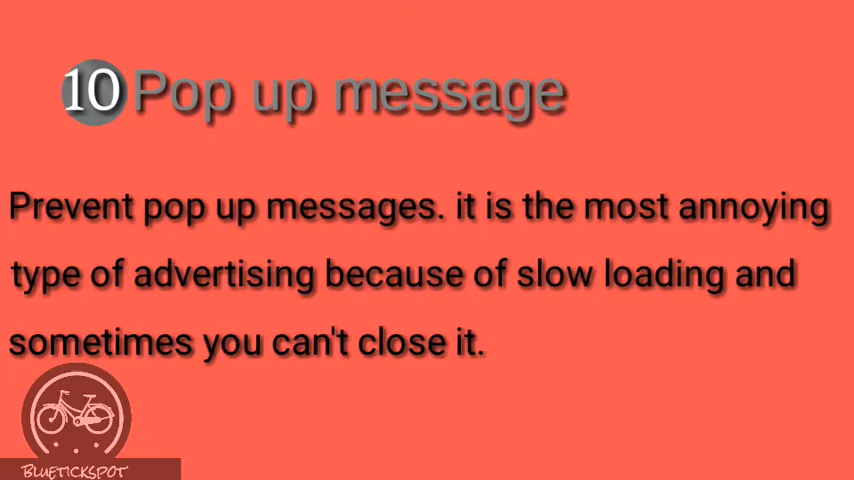 10 Pop up message
Prevent pop up messages. it is the most annoying
type of advertising because of slow loading and
sometimes you can't close it.
BLUETICKSPOT